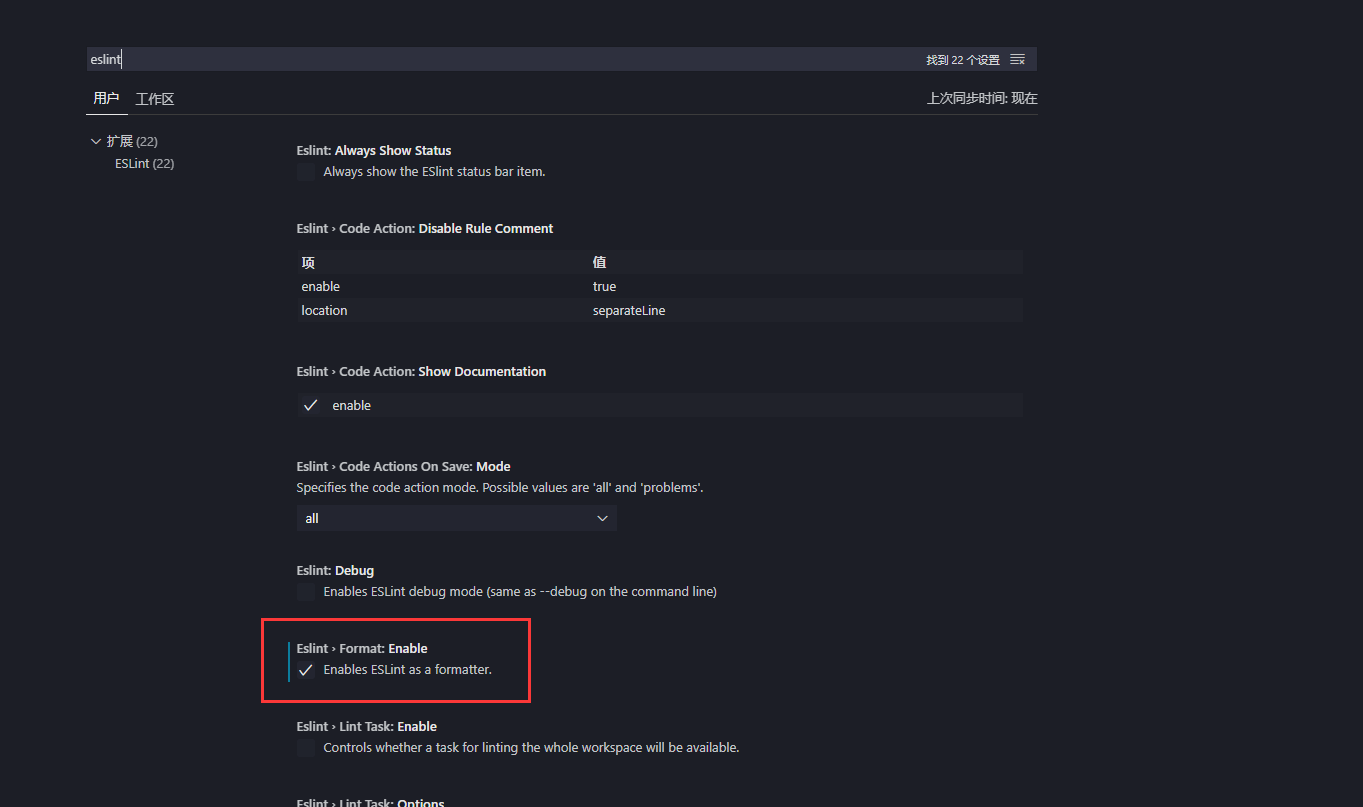 eslint 找到 22 个设置
用户 工作区 上次同步时间: 现在
扩展 (22)
ESLint (22)
Eslint: Always Show Status
Always show the ESlint status bar item.
Eslint › Code Action: Disable Rule Comment
项 值
enable true
location separateLine
Eslint › Code Action: Show Documentation
enable
Eslint › Code Actions On Save: Mode
Specifies the code action mode. Possible values are 'all' and 'problems'.
all
Eslint: Debug
Enables ESLint debug mode (same as --debug on the command line)
Eslint › Format: Enable
Enables ESLint as a formatter.
Eslint › Lint Task: Enable
Controls whether a task for linting the whole workspace will be available.
Eslint › Lint Task: Options